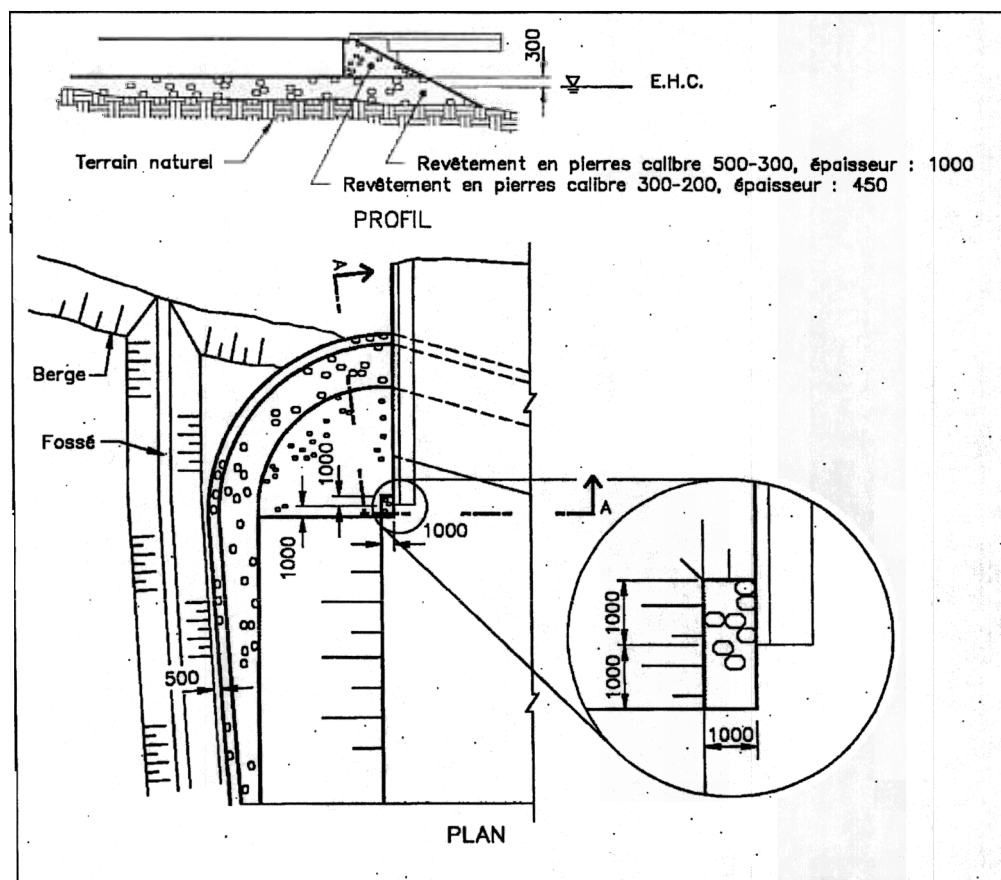 300
E.H.C.
Terrain naturel
Revêtement en pierres calibre 500-300, épaisseur : 1000
Revêtement en pierres calibre 300-200, épaisseur : 450
PROFIL
A
Berge
Fossé
1000
1000
1000
A
500
1000
1000
1000
PLAN